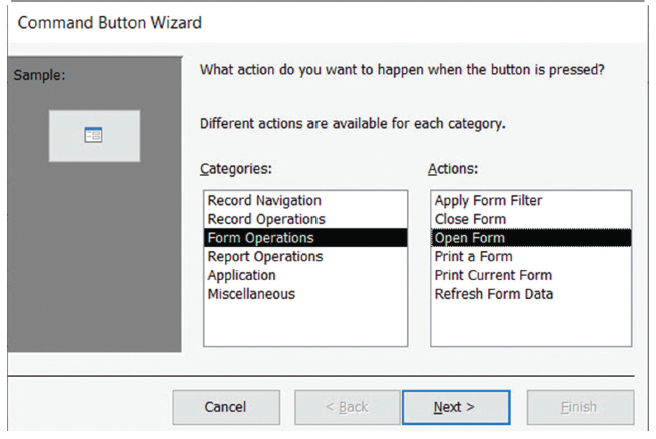 Command Button Wizard
Sample:
What action do you want to happen when the button is pressed?
Different actions are available for each category.
Categories:
Record Navigation
Record Operations
Form Operations
Report Operations
Application
Miscellaneous
Actions:
Apply Form Filter
Close Form
Open Form
Print a Form
Print Current Form
Refresh Form Data
Cancel
< Back
Next >
Finish